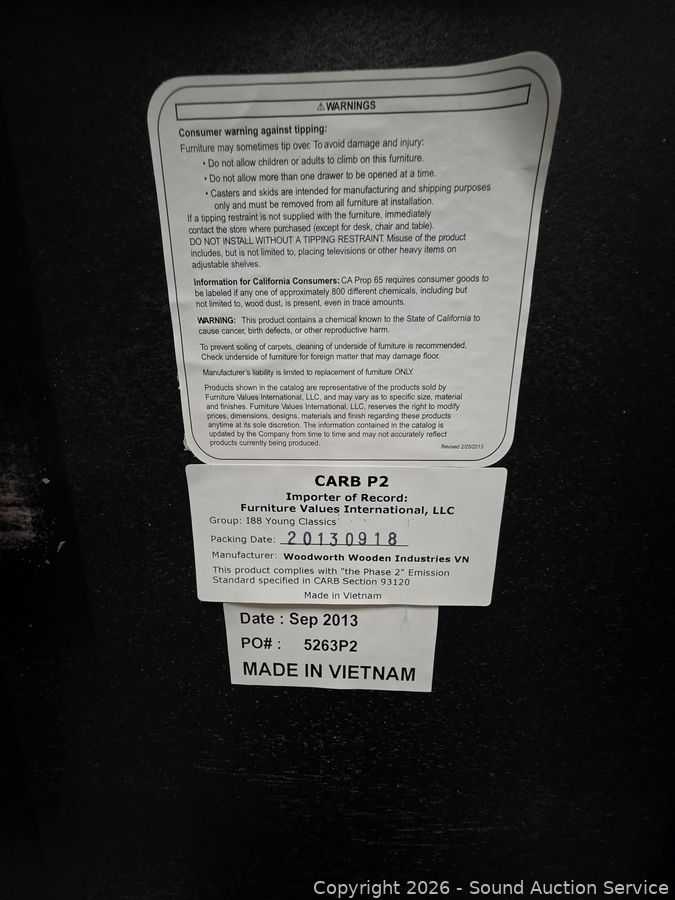 ⚠ WARNINGS
Consumer warning against tipping:
Furniture may sometimes tip over. To avoid damage and injury:
• Do not allow children or adults to climb on this furniture.
• Do not allow more than one drawer to be opened at a time.
• Casters and skids are intended for manufacturing and shipping purposes
only and must be removed from all furniture at installation.
If a tipping restraint is not supplied with the furniture, immediately
contact the store where purchased (except for desk, chair and table).
DO NOT INSTALL WITHOUT A TIPPING RESTRAINT. Misuse of the product
includes, but is not limited to, placing televisions or other heavy items on
adjustable shelves.
Information for California Consumers: CA Prop 65 requires consumer goods to
be labeled if any one of approximately 800 different chemicals, including but
not limited to, wood dust, is present, even in trace amounts.
WARNING: This product contains a chemical known to the State of California to
cause cancer, birth defects, or other reproductive harm.
To prevent soiling of carpets, cleaning of underside of furniture is recommended.
Check underside of furniture for foreign matter that may damage floor.
Manufacturer's liability is limited to replacement of furniture ONLY.
Products shown in the catalog are representative of the products sold by
Furniture Values International, LLC, and may vary as to specific size, material
and finishes. Furniture Values International, LLC, reserves the right to modify
prices, dimensions, designs, materials and finish regarding these products
anytime at its sole discretion. The information contained in the catalog is
updated by the Company from time to time and may not accurately reflect
products currently being produced.
Revised 2/25/2013
CARB P2
Importer of Record:
Furniture Values International, LLC
Group: I88 Young Classics
Packing Date: 20130918
Manufacturer: Woodworth Wooden Industries VN
This product complies with "the Phase 2" Emission
Standard specified in CARB Section 93120
Made in Vietnam
Date : Sep 2013
PO# : 5263P2
MADE IN VIETNAM
Copyright 2026 - Sound Auction Service